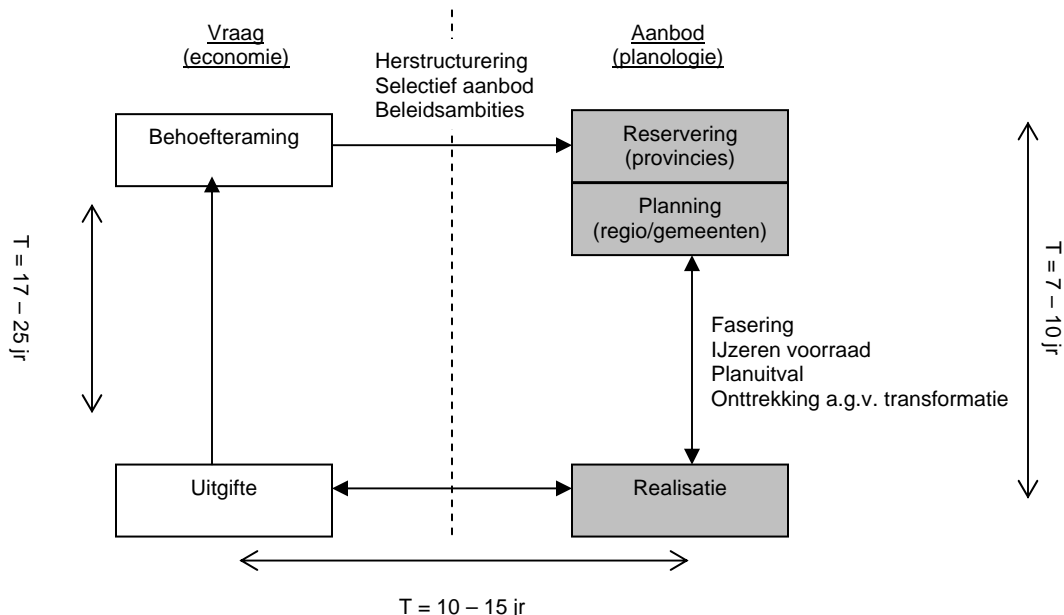 Vraag
(economie)
Aanbod
(planologie)
Herstructurering
Selectief aanbod
Beleidsambities
Behoefteraming
Reservering
(provincies)
Planning
(regio/gemeenten)
T = 17 – 25 jr
T = 7 – 10 jr
Fasering
IJzeren voorraad
Planuitval
Onttrekking a.g.v. transformatie
Uitgifte
Realisatie
T = 10 – 15 jr